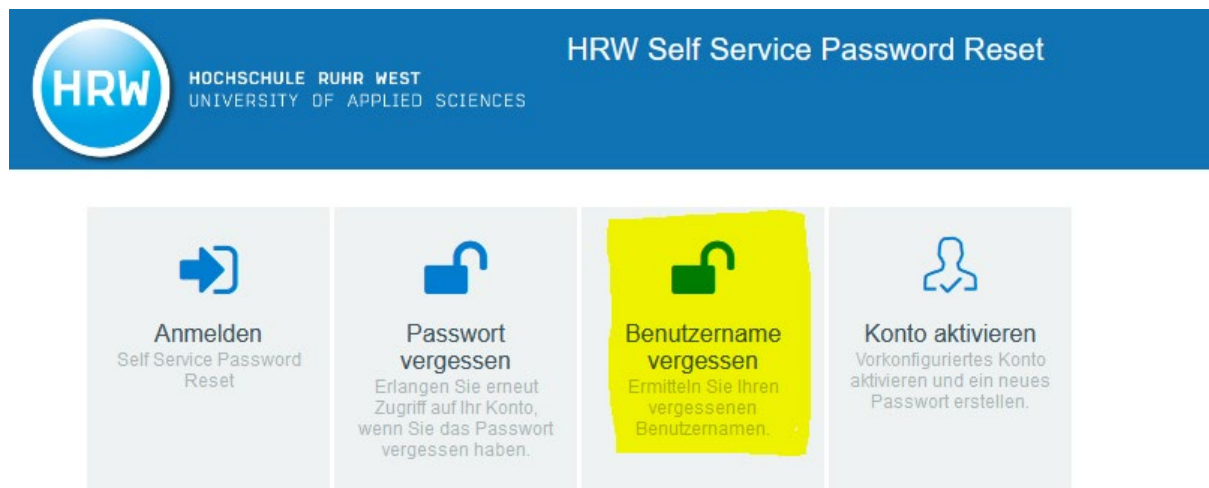 HRW Self Service Password Reset
HRW
HOCHSCHULE RUHR WEST
UNIVERSITY OF APPLIED SCIENCES
Anmelden
Self Service Password
Reset
Passwort
vergessen
Erlangen Sie erneut
Zugriff auf Ihr Konto,
wenn Sie das Passwort
vergessen haben.
Benutzername
vergessen
Ermitteln Sie Ihren
vergessenen
Benutzernamen.
Konto aktivieren
Vorkonfiguriertes Konto
aktivieren und ein neues
Passwort erstellen.